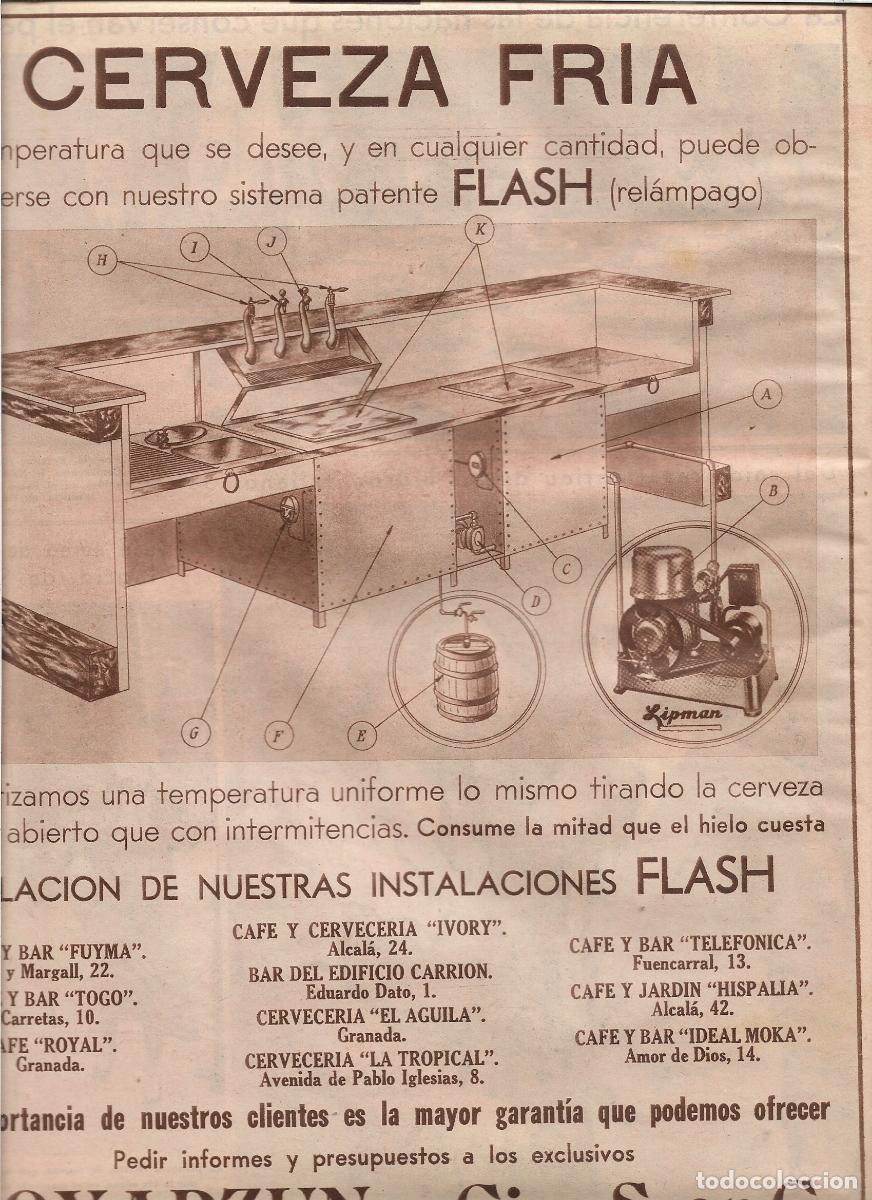 CERVEZA FRIA
mperatura que se desee, y en cualquier cantidad, puede ob-
erse con nuestro sistema patente FLASH (relámpago)
H
I
J
K
A
B
C
D
G
F
E
Lipman
izamos una temperatura uniforme lo mismo tirando la cerveza
abierto que con intermitencias. Consume la mitad que el hielo cuesta
LACION DE NUESTRAS INSTALACIONES FLASH
Y BAR "FUYMA".
y Margall, 22.
Y BAR "TOGO".
Carretas, 10.
AFE "ROYAL".
Granada.
CAFE Y CERVECERIA "IVORY".
Alcalá, 24.
BAR DEL EDIFICIO CARRION.
Eduardo Dato, 1.
CERVECERIA "EL AGUILA".
Granada.
CERVECERIA "LA TROPICAL".
Avenida de Pablo Iglesias, 8.
CAFE Y BAR "TELEFONICA".
Fuencarral, 13.
CAFE Y JARDIN "HISPALIA".
Alcalá, 42.
CAFE Y BAR "IDEAL MOKA".
Amor de Dios, 14.
ortancia de nuestros clientes es la mayor garantía que podemos ofrecer
Pedir informes y presupuestos a los exclusivos
todocoleccion